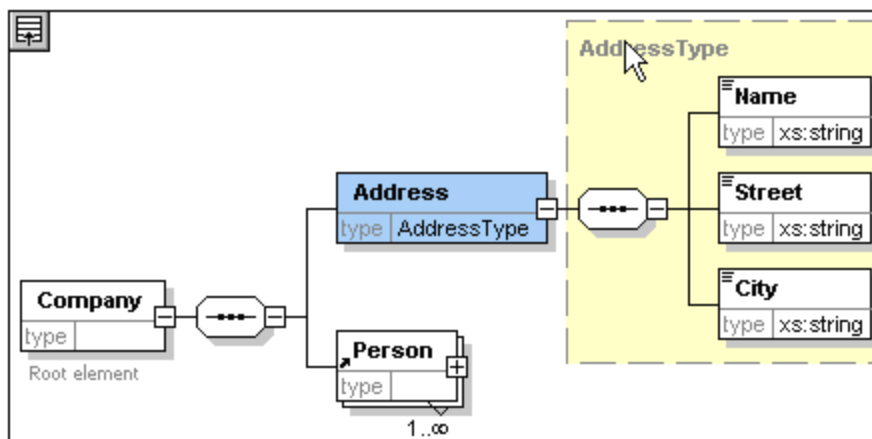 AddressType
Name
type xs:string
Address
type AddressType
Street
type xs:string
City
type xs:string
Company
type
Root element
Person
type
1..∞